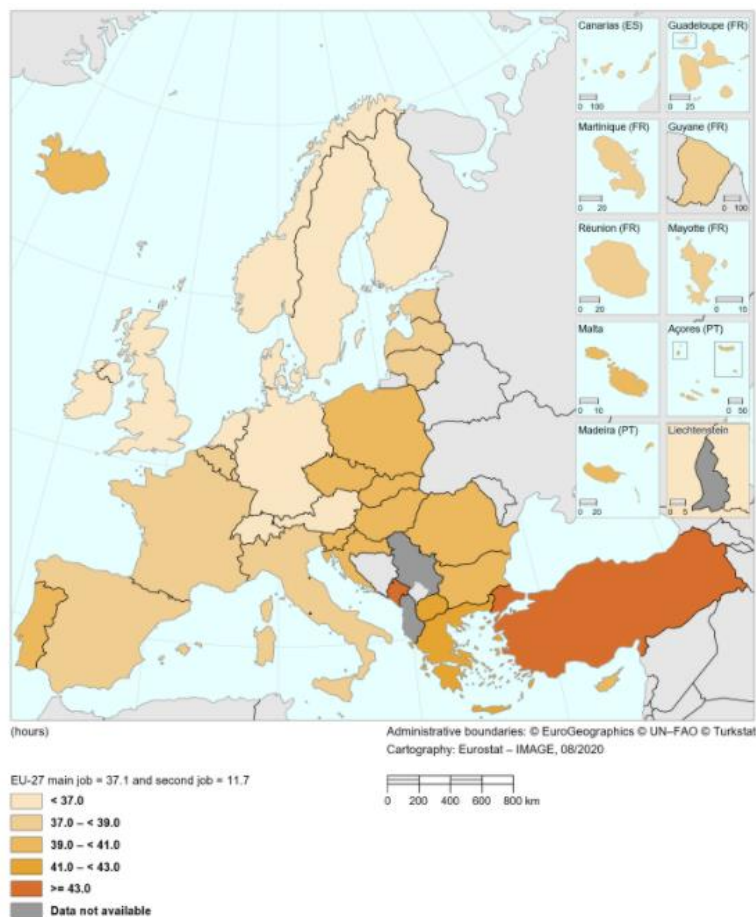 Canarias (ES)
0 100
Guadeloupe (FR)
0 25
Martinique (FR)
0 20
Guyane (FR)
0 100
Réunion (FR)
0 20
Mayotte (FR)
0 15
Malta
0 10
Açores (PT)
0 50
Madeira (PT)
0 20
Liechtenstein
0 5
(hours)
Administrative boundaries: © EuroGeographics © UN–FAO © Turkstat
Cartography: Eurostat – IMAGE, 08/2020
EU-27 main job = 37.1 and second job = 11.7
0 200 400 600 800 km
< 37.0
37.0 – < 39.0
39.0 – < 41.0
41.0 – < 43.0
>= 43.0
Data not available